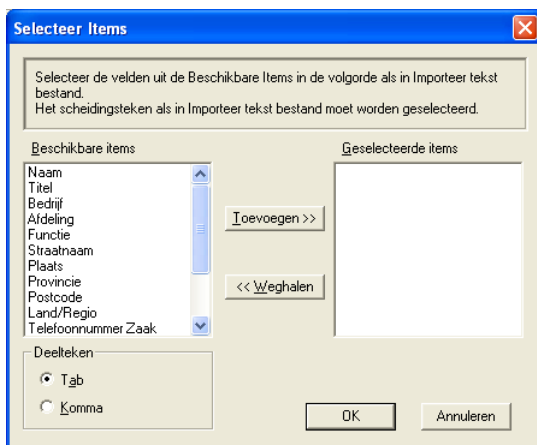 Selecteer Items
Selecteer de velden uit de Beschikbare Items in de volgorde als in Importeer tekst
bestand.
Het scheidingsteken als in Importeer tekst bestand moet worden geselecteerd.
Beschikbare items
Geselecteerde items
Naam
Titel
Bedrijf
Afdeling
Functie
Straatnaam
Plaats
Provincie
Postcode
Land/Regio
Telefoonnummer Zaak
Toevoegen >>
<< Weghalen
Deelteken
Tab
Komma
OK
Annuleren